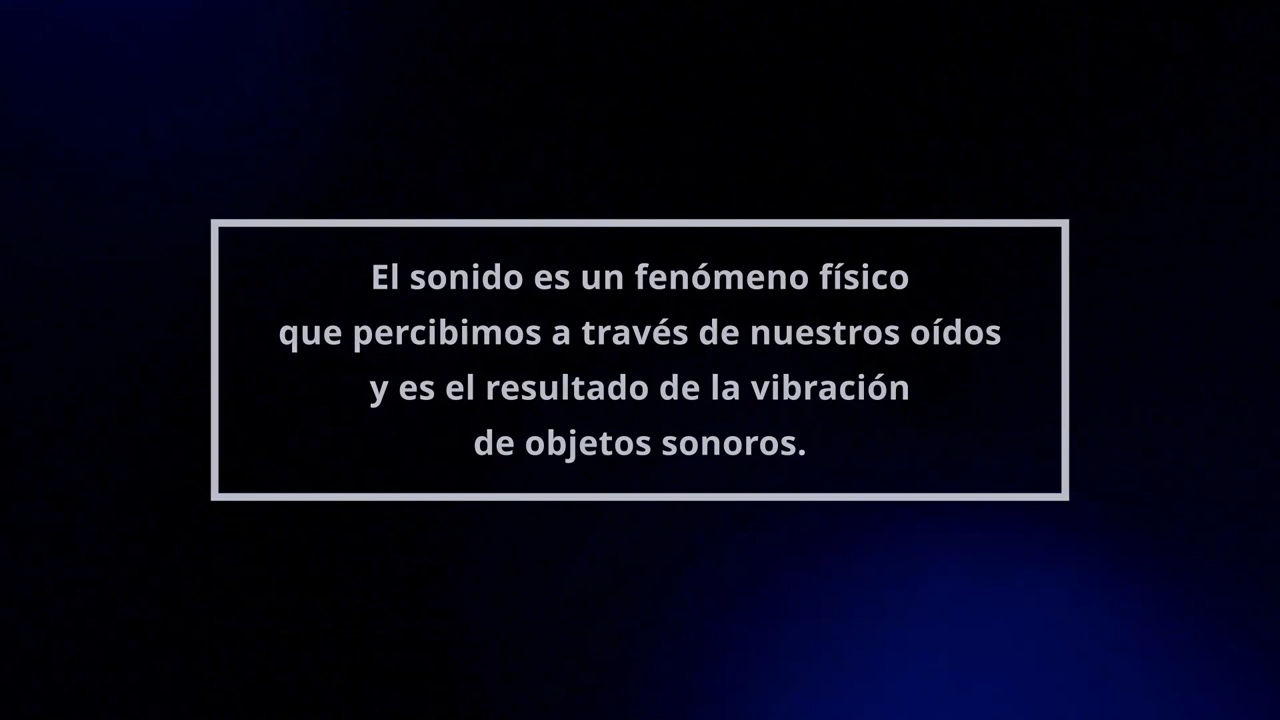 El sonido es un fenómeno físico
que percibimos a través de nuestros oídos
y es el resultado de la vibración
de objetos sonoros.